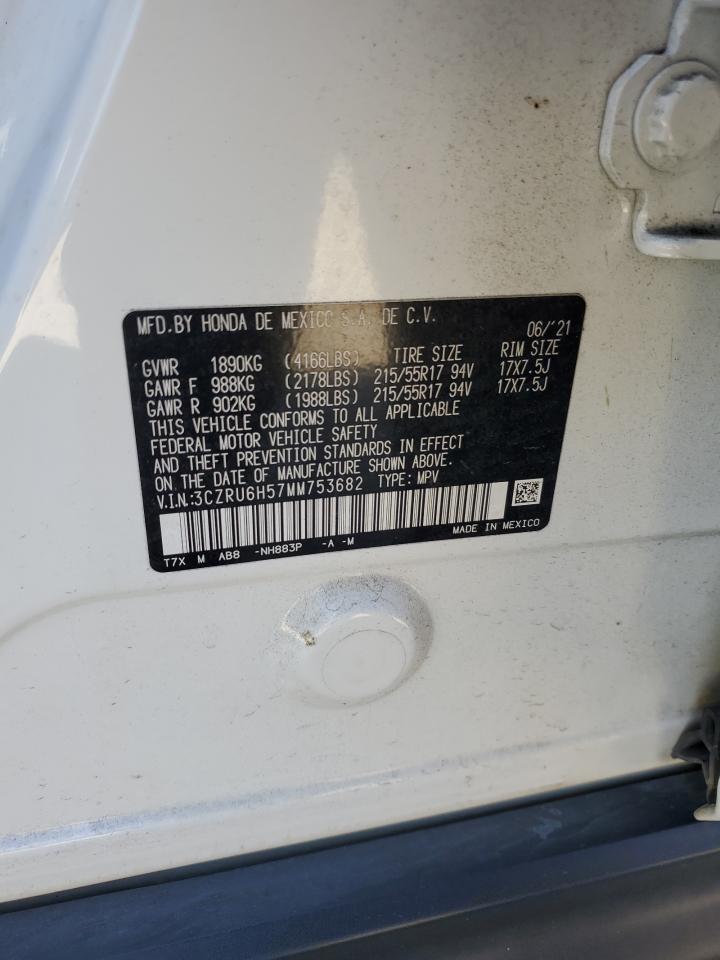 MFD.BY HONDA DE MEXICO S.A. DE C.V. 06/'21
GVWR 1890KG (4166LBS) TIRE SIZE RIM SIZE
GAWR F 988KG (2178LBS) 215/55R17 94V 17X7.5J
GAWR R 902KG (1988LBS) 215/55R17 94V 17X7.5J
THIS VEHICLE CONFORMS TO ALL APPLICABLE
FEDERAL MOTOR VEHICLE SAFETY
AND THEFT PREVENTION STANDARDS IN EFFECT
ON THE DATE OF MANUFACTURE SHOWN ABOVE.
V.I.N.:3CZRU6H57MM753682 TYPE: MPV
MADE IN MEXICO
T7X M AB8 -NH883P -A -M